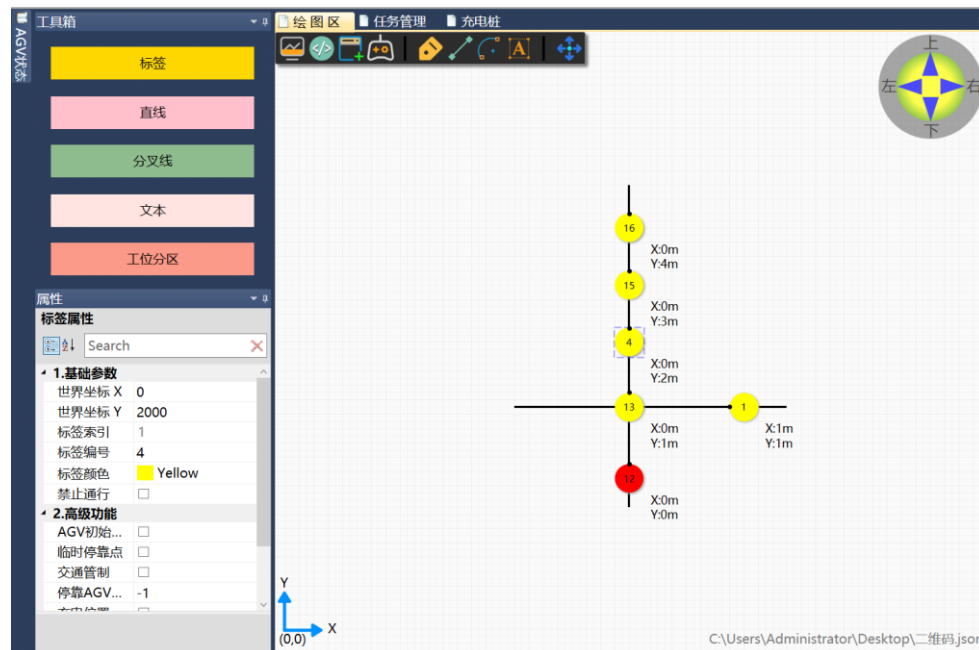 AGV状态
工具箱
标签
直线
分叉线
文本
工位分区
属性
标签属性
Search
1.基础参数
世界坐标 X 0
世界坐标 Y 2000
标签索引 1
标签编号 4
标签颜色 Yellow
禁止通行
2.高级功能
AGV初始...
临时停靠点
交通管制
停靠AGV... -1
绘图区 任务管理 充电桩
A
上
左 右
下
16
X:0m
Y:4m
15
X:0m
Y:3m
4
X:0m
Y:2m
13 1
X:0m X:1m
Y:1m Y:1m
12
X:0m
Y:0m
Y
X
(0,0)
C:\Users\Administrator\Desktop\二维码.json